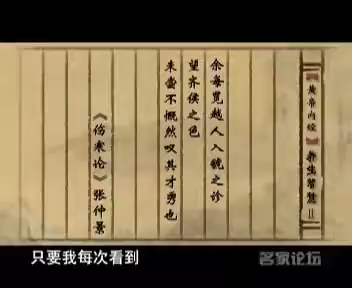 黄帝内经 养生智慧 II
余每览越人入虢之诊
望齐侯之色
未尝不慨然叹其才秀也
《伤寒论》张仲景
只要我每次看到
名家论坛